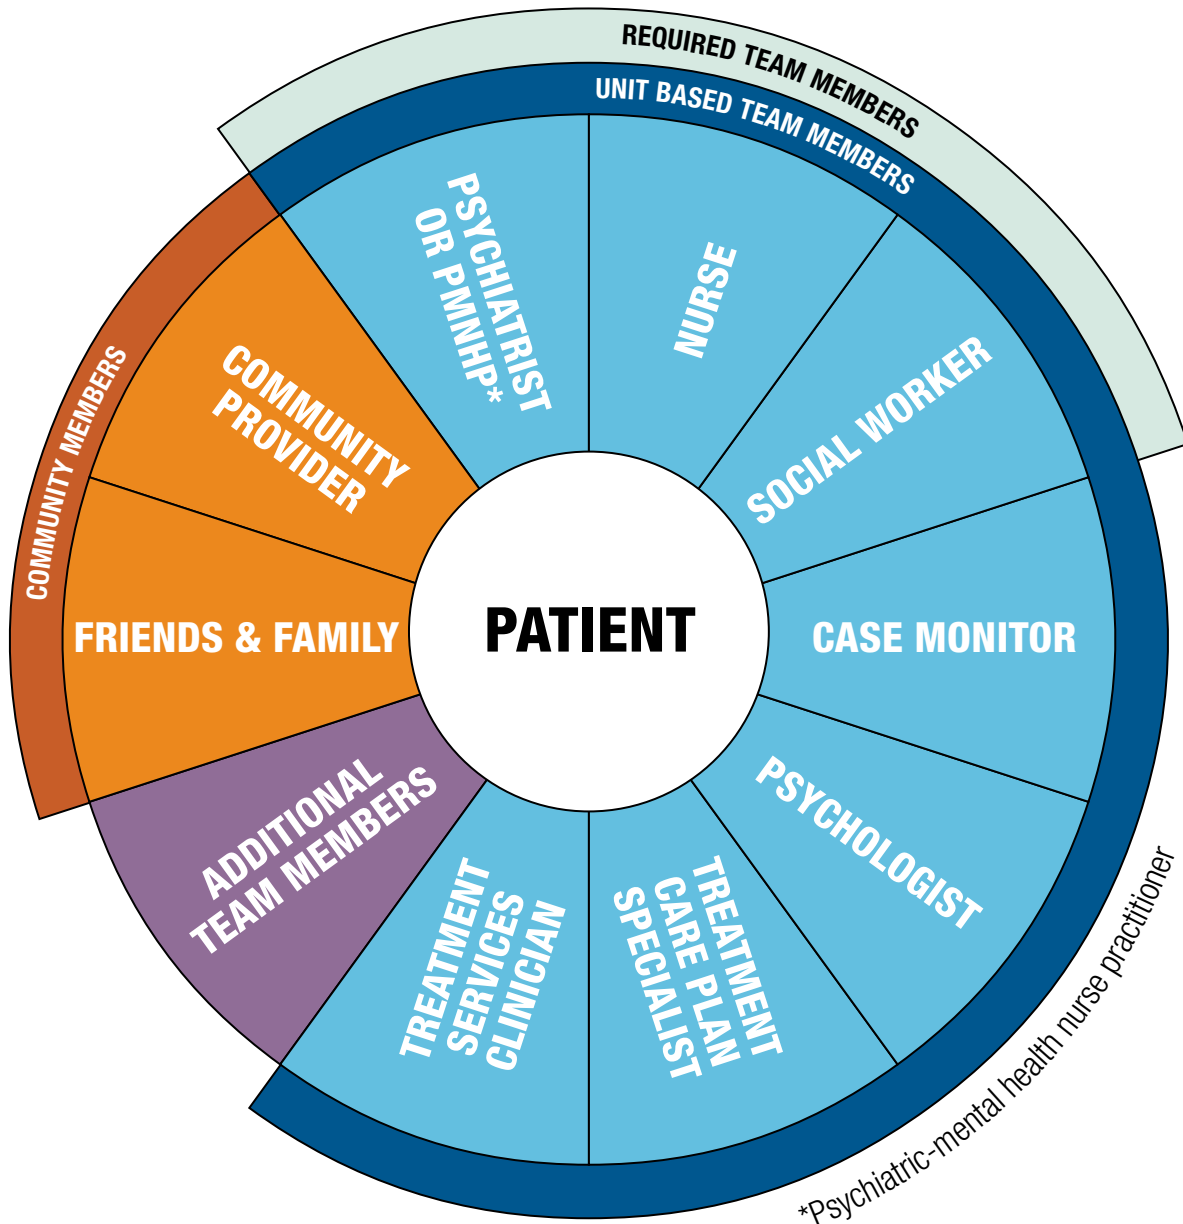 REQUIRED TEAM MEMBERS
UNIT BASED TEAM MEMBERS
COMMUNITY MEMBERS
PSYCHIATRIST
OR PMNHP*
NURSE
SOCIAL WORKER
CASE MONITOR
PSYCHOLOGIST
TREATMENT
CARE PLAN
SPECIALIST
TREATMENT
SERVICES
CLINICIAN
ADDITIONAL
TEAM MEMBERS
FRIENDS & FAMILY
COMMUNITY
PROVIDER
PATIENT
*Psychiatric-mental health nurse practitioner